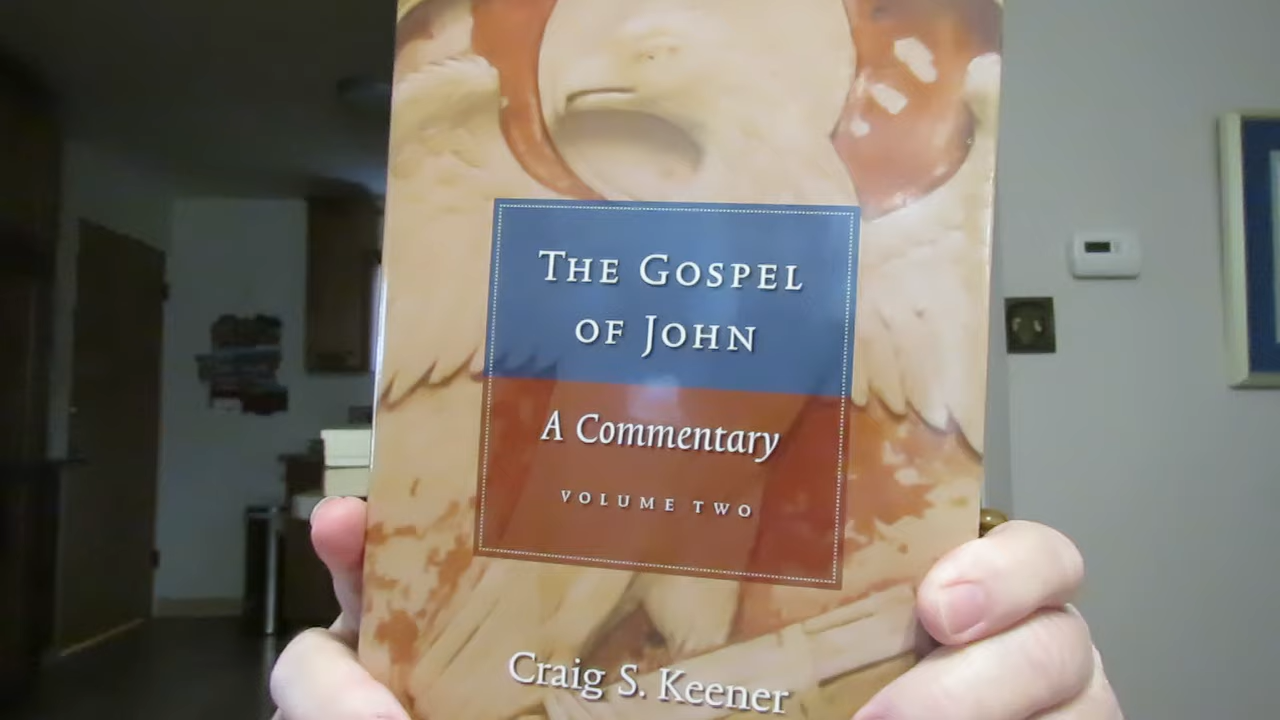 The Gospel
of John
A Commentary
VOLUME TWO
Craig S. Keener